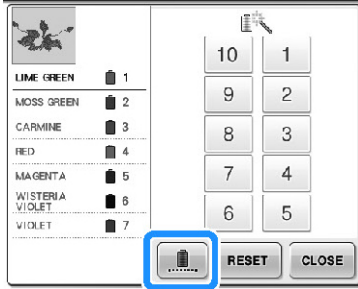 LIME GREEN 1
MOSS GREEN 2
CARMINE 3
RED 4
MAGENTA 5
WISTERIA
VIOLET 6
VIOLET 7
10 1
9 2
8 3
7 4
6 5
RESET CLOSE